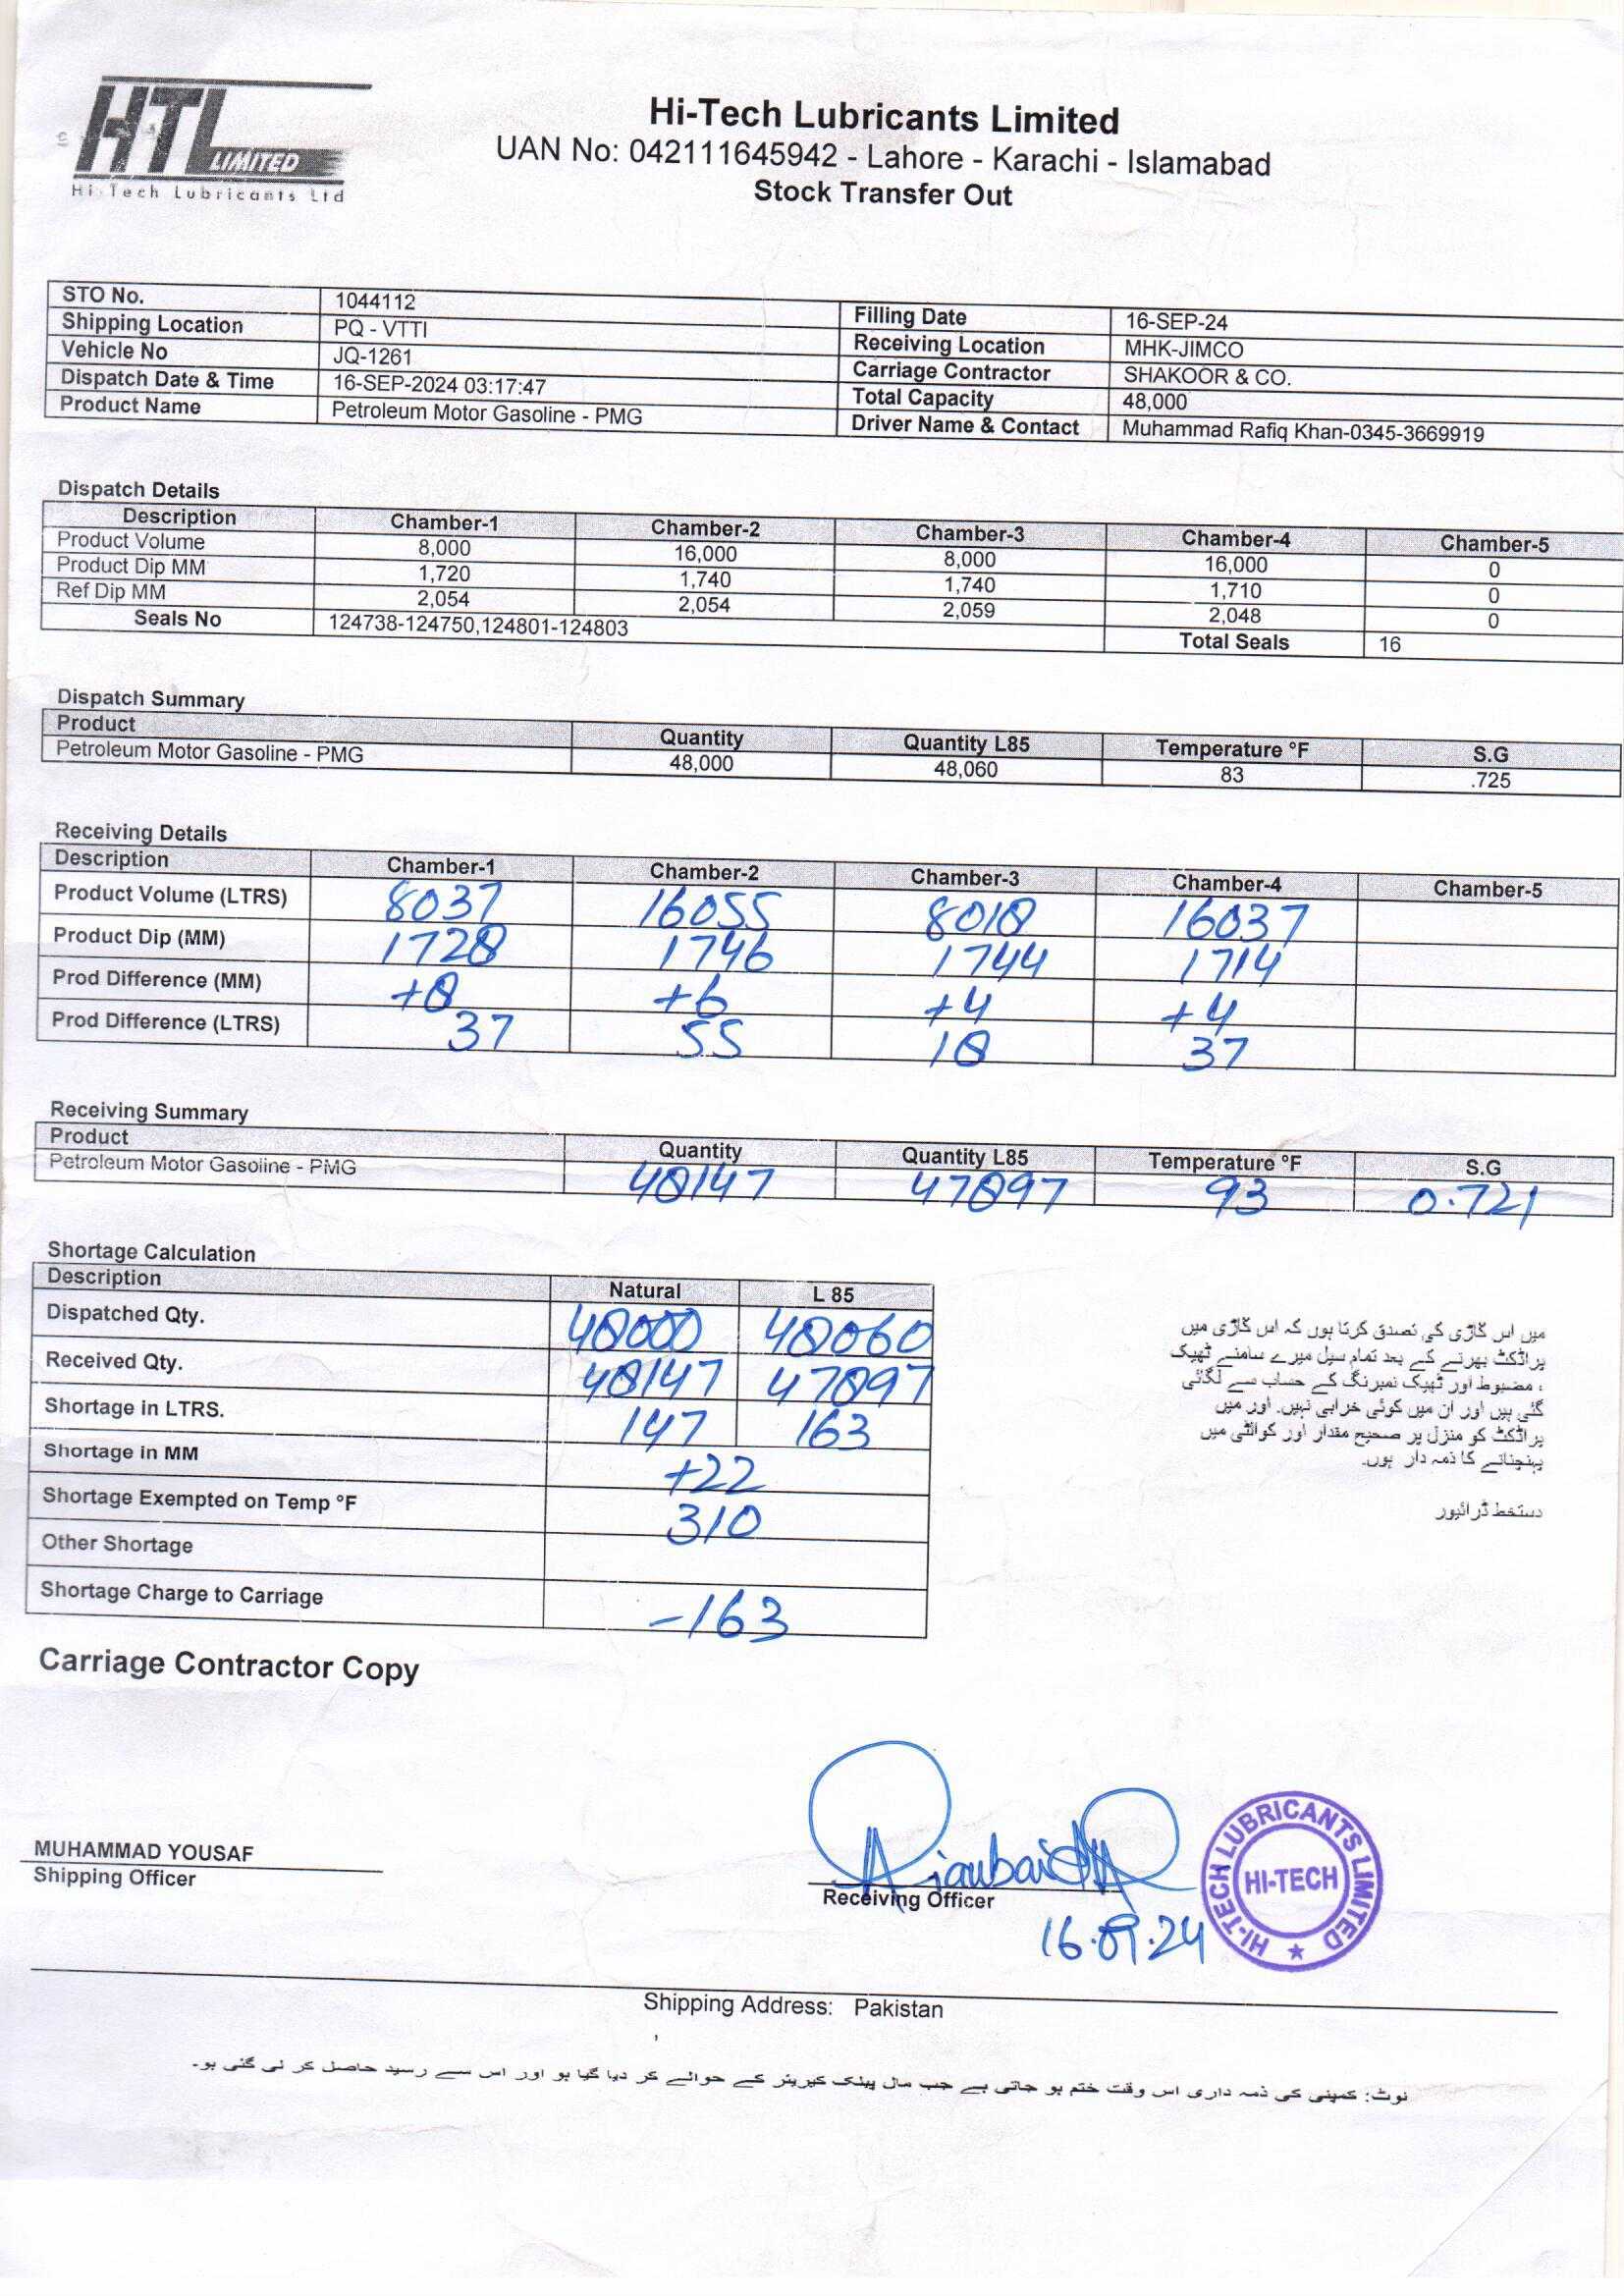 HTL
LIMITED
Hi-Tech Lubricants Ltd
Hi-Tech Lubricants Limited
UAN No: 042111645942 - Lahore - Karachi - Islamabad
Stock Transfer Out
STO No. 1044112
Shipping Location PQ - VTTI
Vehicle No JQ-1261
Dispatch Date & Time 16-SEP-2024 03:17:47
Product Name Petroleum Motor Gasoline - PMG
Filling Date 16-SEP-24
Receiving Location MHK-JIMCO
Carriage Contractor SHAKOOR & CO.
Total Capacity 48,000
Driver Name & Contact Muhammad Rafiq Khan-0345-3669919
Dispatch Details
Description Chamber-1 Chamber-2 Chamber-3 Chamber-4 Chamber-5
Product Volume 8,000 16,000 8,000 16,000 0
Product Dip MM 1,720 1,740 1,740 1,710 0
Ref Dip MM 2,054 2,054 2,059 2,048 0
Seals No 124738-124750,124801-124803 Total Seals 16
Dispatch Summary
Product Quantity Quantity L85 Temperature °F S.G
Petroleum Motor Gasoline - PMG 48,000 48,060 83 .725
Receiving Details
Description Chamber-1 Chamber-2 Chamber-3 Chamber-4 Chamber-5
Product Volume (LTRS) 8037 16055 8018 16037
Product Dip (MM) 1728 1746 1744 1714
Prod Difference (MM) +8 +6 +4 +4
Prod Difference (LTRS) 37 55 18 37
Receiving Summary
Product Quantity Quantity L85 Temperature °F S.G
Petroleum Motor Gasoline - PMG 48147 47897 93 0.721
Shortage Calculation
Description Natural L 85
Dispatched Qty. 48000 48060
Received Qty. 48147 47897
Shortage in LTRS. 147 163
Shortage in MM +22
Shortage Exempted on Temp °F 310
Other Shortage
Shortage Charge to Carriage -163
میں اس گاڑی کی تصدق کرتا ہوں کہ اس گاڑی میں
پراڈکٹ بھرنے کے بعد تمام سیل میرے سامنے ٹھیک
، مضبوط اور ٹھیک نمبرنگ کے حساب سے لگائی
گئی ہیں اور ان میں کوئی خرابی نہیں۔ اور میں
پراڈکٹ کو منزل پر صحیح مقدار اور کوالٹی میں
پہنچانے کا ذمہ دار ہوں۔
دستخط ڈرائیور
Carriage Contractor Copy
MUHAMMAD YOUSAF
Shipping Officer
Receiving Officer
16.09.24
HI-TECH LUBRICANTS LIMITED
HI-TECH
Shipping Address: Pakistan
نوٹ: کمپنی کی ذمہ داری اس وقت ختم ہو جاتی ہے جب مال بینک کیریئر کے حوالے کر دیا گیا ہو اور اس سے رسید حاصل کر لی گئی ہو۔